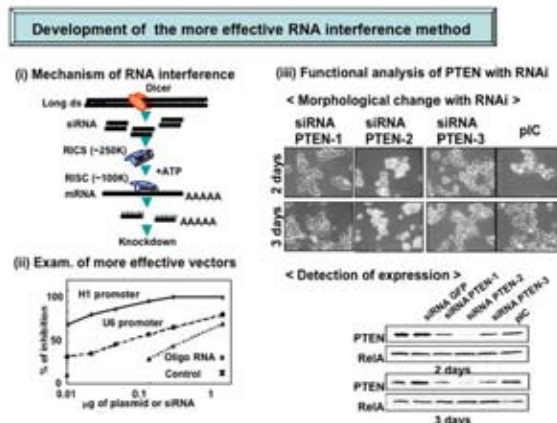 Development of the more effective RNA interference method
(i) Mechanism of RNA interference
Dicer
Long ds
siRNA
RICS (~250K)
+ATP
RISC (~100K)
mRNA
AAAAA
AAAAA
Knockdown
(ii) Exam. of more effective vectors
100
50
0
% of inhibition
H1 promoter
U6 promoter
Oligo RNA
Control
0.01
0.1
1
µg of plasmid or siRNA
(iii) Functional analysis of PTEN with RNAi
< Morphological change with RNAi >
siRNA PTEN-1
siRNA PTEN-2
siRNA PTEN-3
pIC
2 days
3 days
< Detection of expression >
siRNA GFP
siRNA PTEN-1
siRNA PTEN-2
siRNA PTEN-3
pIC
PTEN
RelA
2 days
PTEN
RelA
3 days